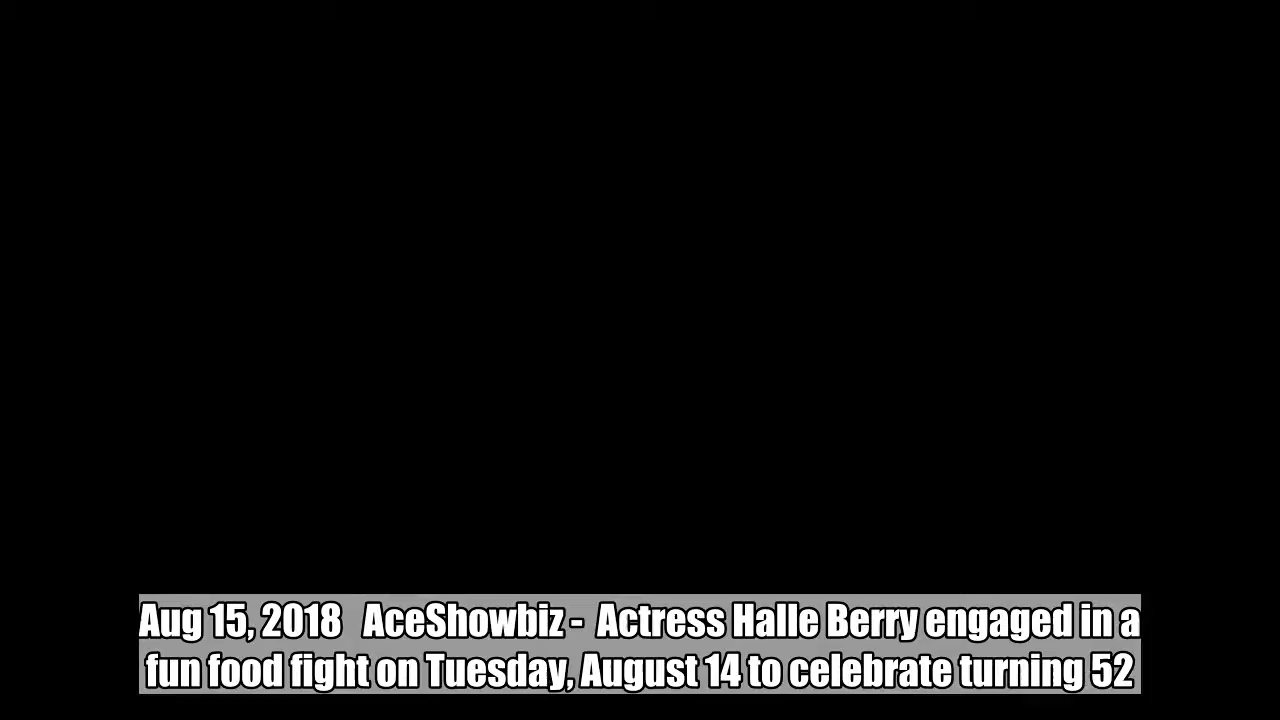 Aug 15, 2018   AceShowbiz -  Actress Halle Berry engaged in a
fun food fight on Tuesday, August 14 to celebrate turning 52